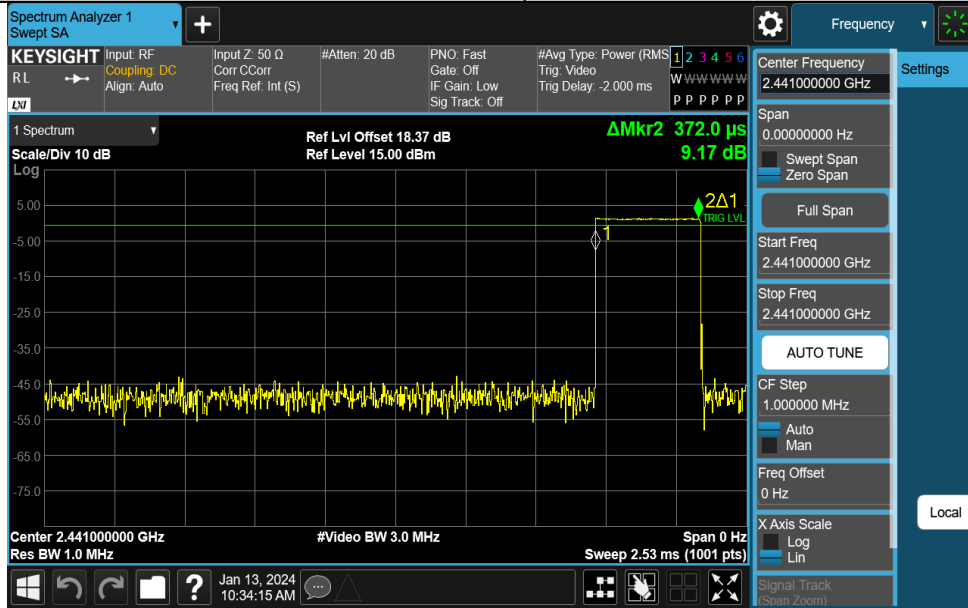 Spectrum Analyzer 1
Swept SA
+
Frequency
KEYSIGHT
R L
LXI
Input: RF
Coupling: DC
Align: Auto
Input Z: 50 Ω
Corr CCorr
Freq Ref: Int (S)
#Atten: 20 dB
PNO: Fast
Gate: Off
IF Gain: Low
Sig Track: Off
#Avg Type: Power (RMS
Trig: Video
Trig Delay: -2.000 ms
1 2 3 4 5 6
W W W W W W
P P P P P P
1 Spectrum
Scale/Div 10 dB
Log
Ref Lvl Offset 18.37 dB
Ref Level 15.00 dBm
ΔMkr2 372.0 µs
9.17 dB
5.00
-5.00
-15.0
-25.0
-35.0
-45.0
-55.0
-65.0
-75.0
2Δ1
TRIG LVL
1
Center 2.441000000 GHz
Res BW 1.0 MHz
#Video BW 3.0 MHz
Span 0 Hz
Sweep 2.53 ms (1001 pts)
Center Frequency
2.441000000 GHz
Span
0.00000000 Hz
Swept Span
Zero Span
Full Span
Start Freq
2.441000000 GHz
Stop Freq
2.441000000 GHz
AUTO TUNE
CF Step
1.000000 MHz
Auto
Man
Freq Offset
0 Hz
X Axis Scale
Log
Lin
Signal Track
(Span Zoom)
Settings
Local
?
Jan 13, 2024
10:34:15 AM